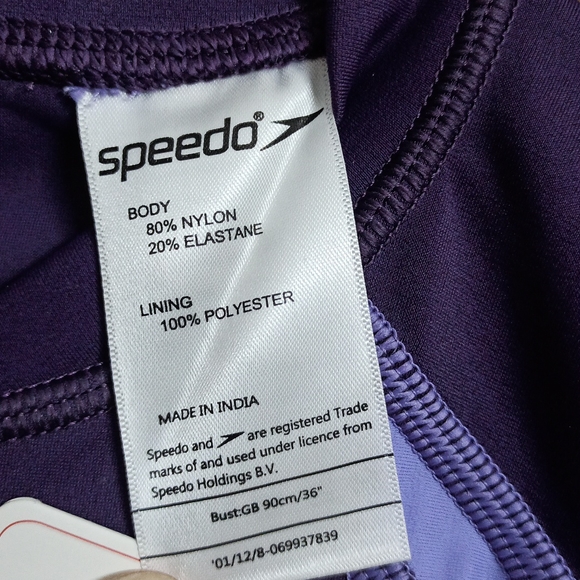 speedo®
BODY
80% NYLON
20% ELASTANE
LINING
100% POLYESTER
MADE IN INDIA
Speedo and are registered Trade
marks of and used under licence from
Speedo Holdings B.V.
Bust:GB 90cm/36"
'01/12/8-069937839